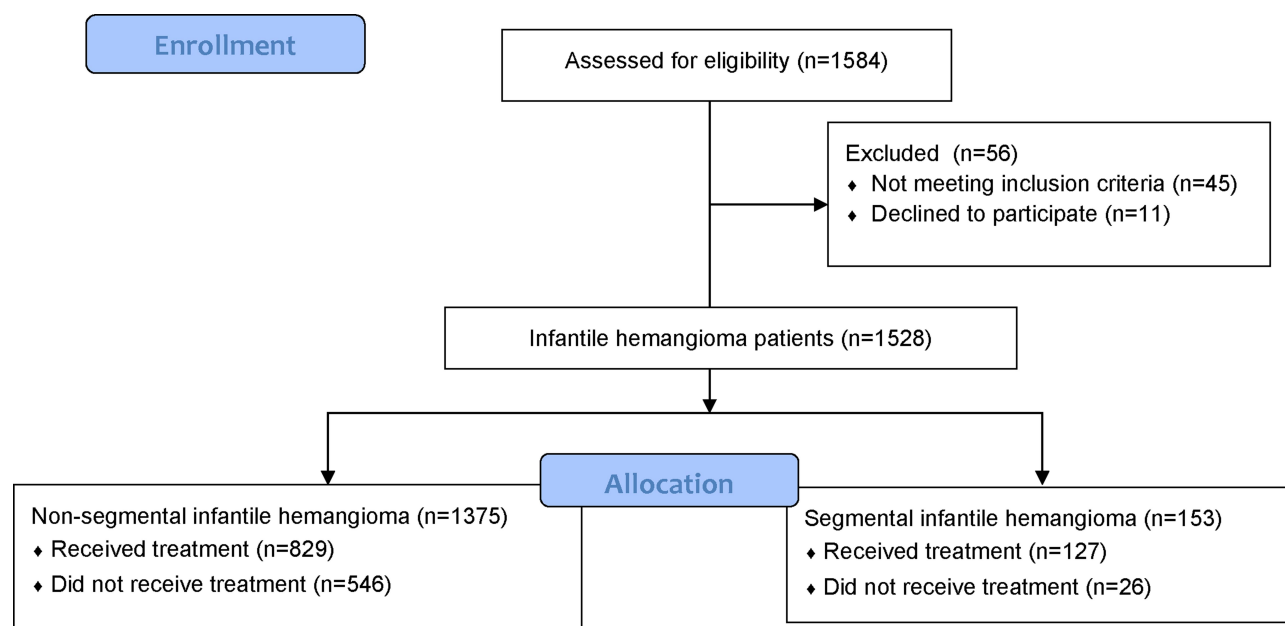 Enrollment
Assessed for eligibility (n=1584)
Excluded  (n=56)
♦ Not meeting inclusion criteria (n=45)
♦ Declined to participate (n=11)
Infantile hemangioma patients (n=1528)
Allocation
Non-segmental infantile hemangioma (n=1375)
♦ Received treatment (n=829)
♦ Did not receive treatment (n=546)
Segmental infantile hemangioma (n=153)
♦ Received treatment (n=127)
♦ Did not receive treatment (n=26)